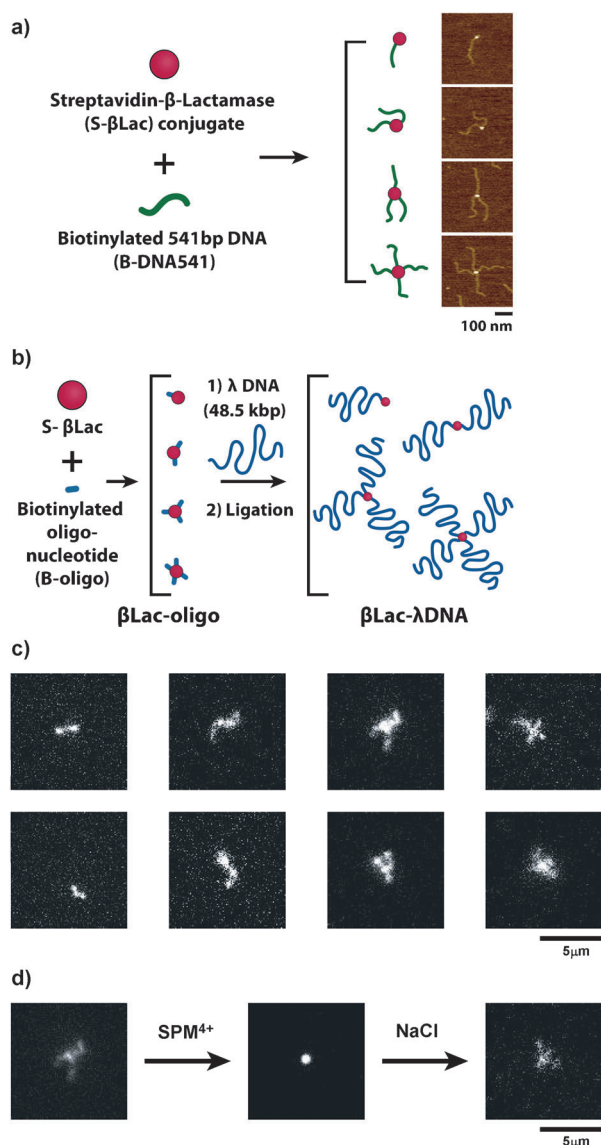 a)
Streptavidin-β-Lactamase
(S-βLac) conjugate
+
Biotinylated 541bp DNA
(B-DNA541)
100 nm
b)
S- βLac
+
Biotinylated
oligo-
nucleotide
(B-oligo)
βLac-oligo
1) λ DNA
(48.5 kbp)
2) Ligation
βLac-λDNA
c)
5μm
d)
SPM⁴⁺
NaCl
5μm